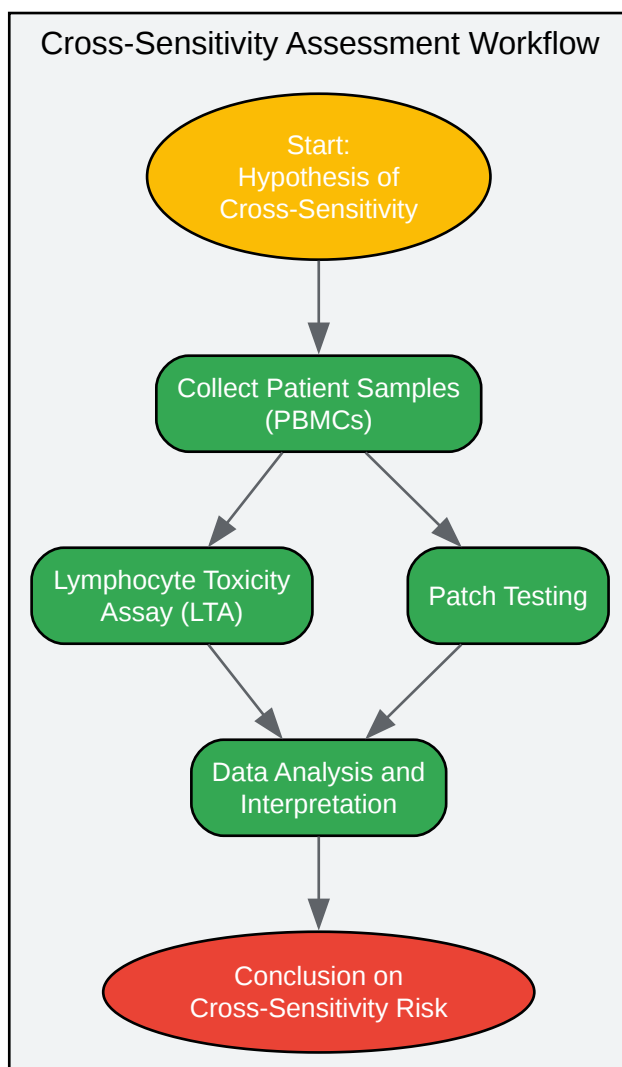 Cross-Sensitivity Assessment Workflow
Start:
Hypothesis of
Cross-Sensitivity
Collect Patient Samples
(PBMCs)
Lymphocyte Toxicity
Assay (LTA)
Patch Testing
Data Analysis and
Interpretation
Conclusion on
Cross-Sensitivity Risk